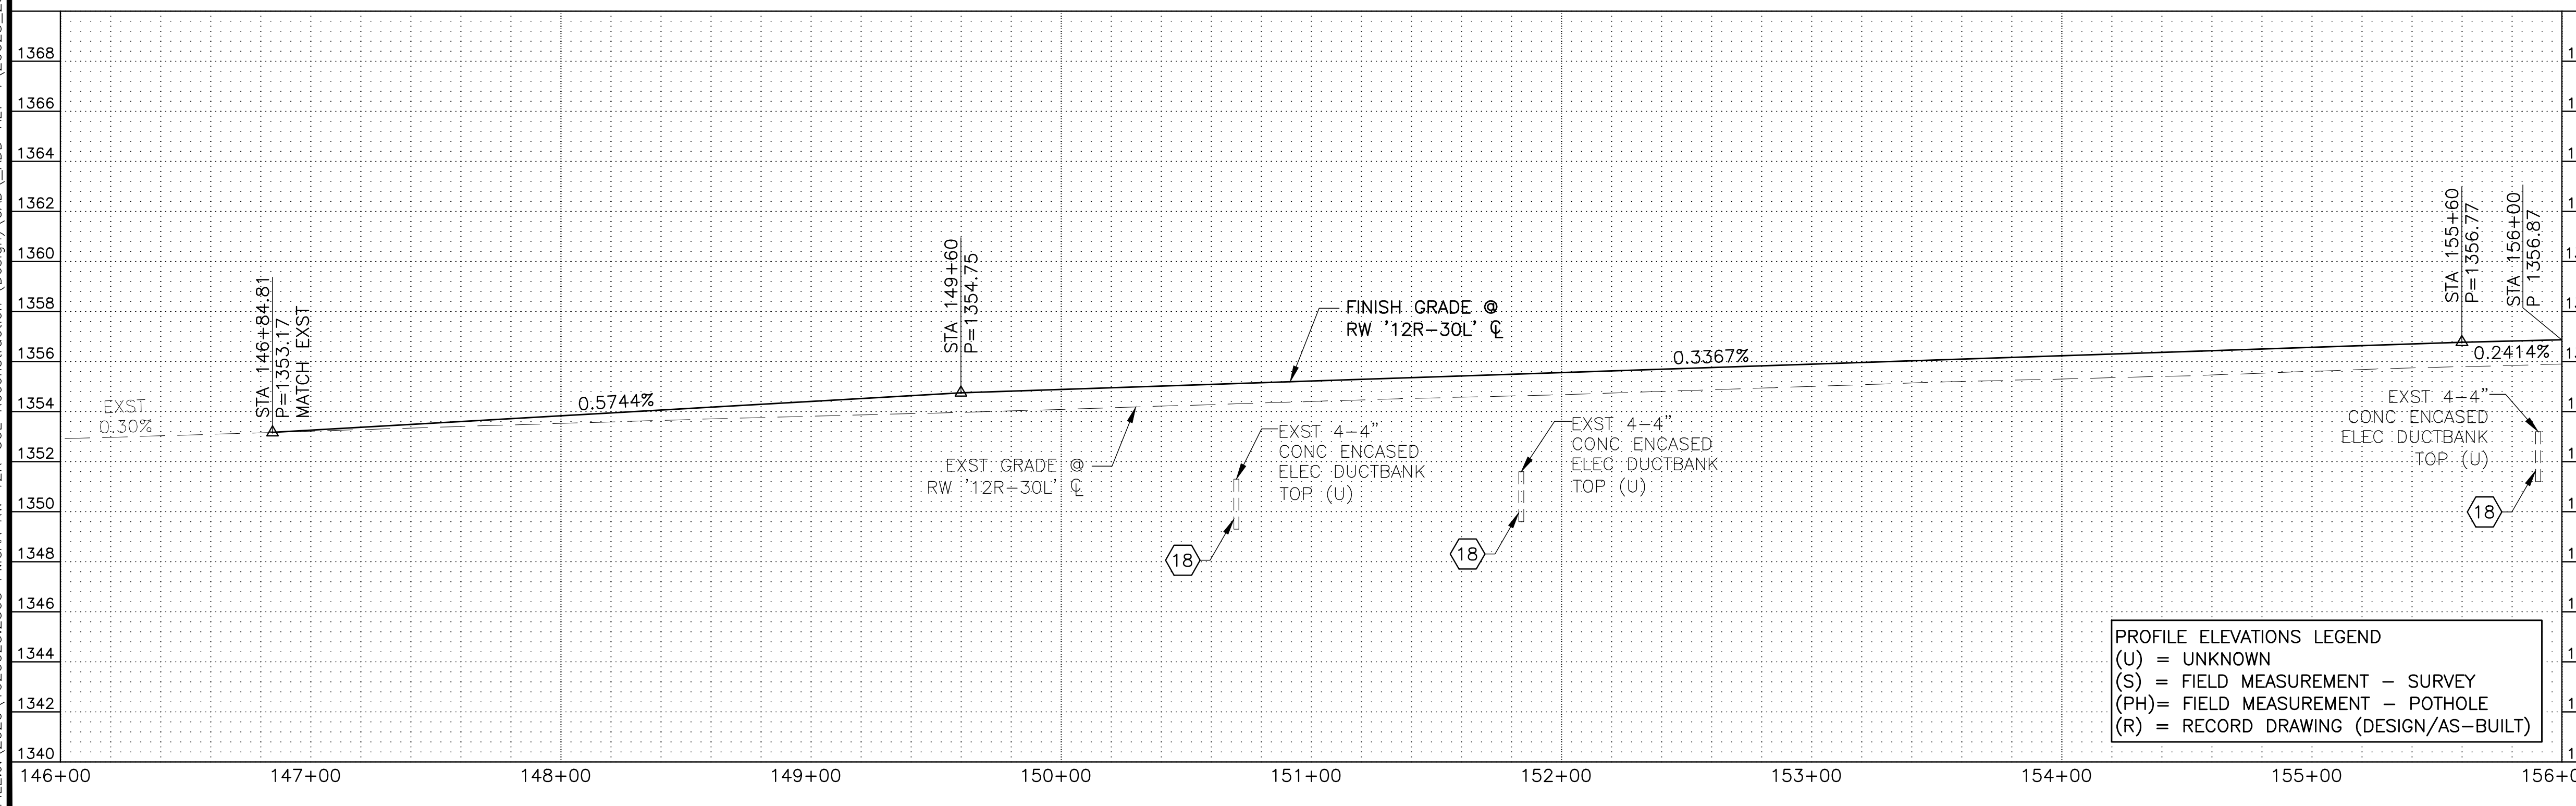 1368
1366
1364
1362
1360
1358
1356
1354
1352
1350
1348
1346
1344
1342
1340
146+00
147+00
148+00
149+00
150+00
151+00
152+00
153+00
154+00
155+00
EXST
0.30%
STA 146+84.81
P=1353.17
MATCH EXST
0.5744%
STA 149+60
P=1354.75
FINISH GRADE @
RW '12R-30L' ℄
EXST GRADE @
RW '12R-30L' ℄
EXST 4-4"
CONC ENCASED
ELEC DUCTBANK
TOP (U)
18
EXST 4-4"
CONC ENCASED
ELEC DUCTBANK
TOP (U)
18
0.3367%
STA 155+60
P=1356.77
STA 156+00
P 1356.87
0.2414%
EXST 4-4"
CONC ENCASED
ELEC DUCTBANK
TOP (U)
18
PROFILE ELEVATIONS LEGEND
(U) = UNKNOWN
(S) = FIELD MEASUREMENT - SURVEY
(PH)= FIELD MEASUREMENT - POTHOLE
(R) = RECORD DRAWING (DESIGN/AS-BUILT)